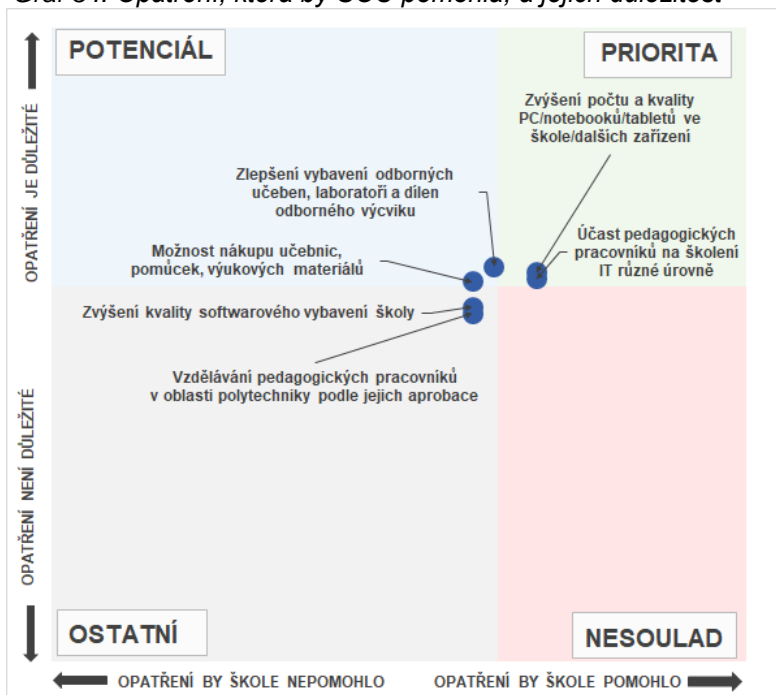 POTENCIÁL
PRIORITA
Zvýšení počtu a kvality
PC/notebooků/tabletů ve
škole/dalších zařízení
Zlepšení vybavení odborných
učeben, laboratoří a dílen
odborného výcviku
Účast pedagogických
pracovníků na školení
IT různé úrovně
Možnost nákupu učebnic,
pomůcek, výukových materiálů
Zvýšení kvality softwarového vybavení školy
Vzdělávání pedagogických pracovníků
v oblasti polytechniky podle jejich aprobace
OPATŘENÍ JE DŮLEŽITÉ
OPATŘENÍ NENÍ DŮLEŽITÉ
OSTATNÍ
NESOULAD
OPATŘENÍ BY ŠKOLE NEPOMOHLO
OPATŘENÍ BY ŠKOLE POMOHLO